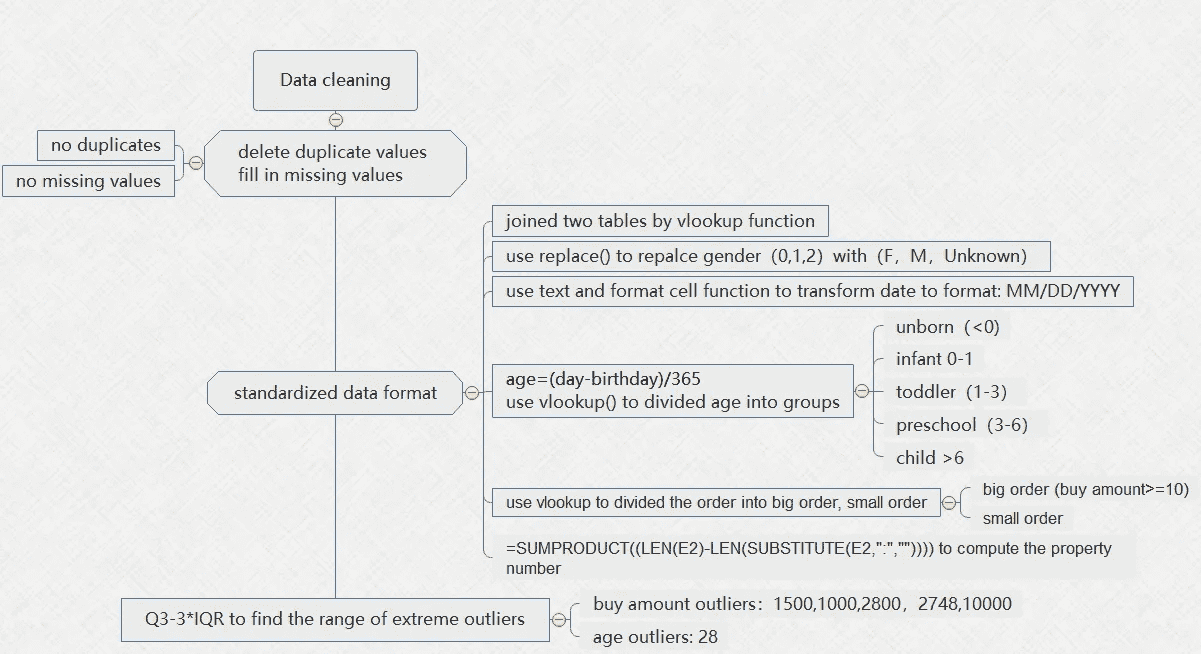 Data cleaning
delete duplicate values
fill in missing values
no duplicates
no missing values
standardized data format
joined two tables by vlookup function
use replace() to repalce gender（0,1,2）with（F，M，Unknown）
use text and format cell function to transform date to format: MM/DD/YYYY
age=(day-birthday)/365
use vlookup() to divided age into groups
unborn（<0）
infant 0-1
toddler（1-3）
preschool（3-6）
child >6
use vlookup to divided the order into big order, small order
big order (buy amount>=10)
small order
=SUMPRODUCT((LEN(E2)-LEN(SUBSTITUTE(E2,":","")))) to compute the property
number
Q3-3*IQR to find the range of extreme outliers
buy amount outliers：1500,1000,2800，2748,10000
age outliers: 28